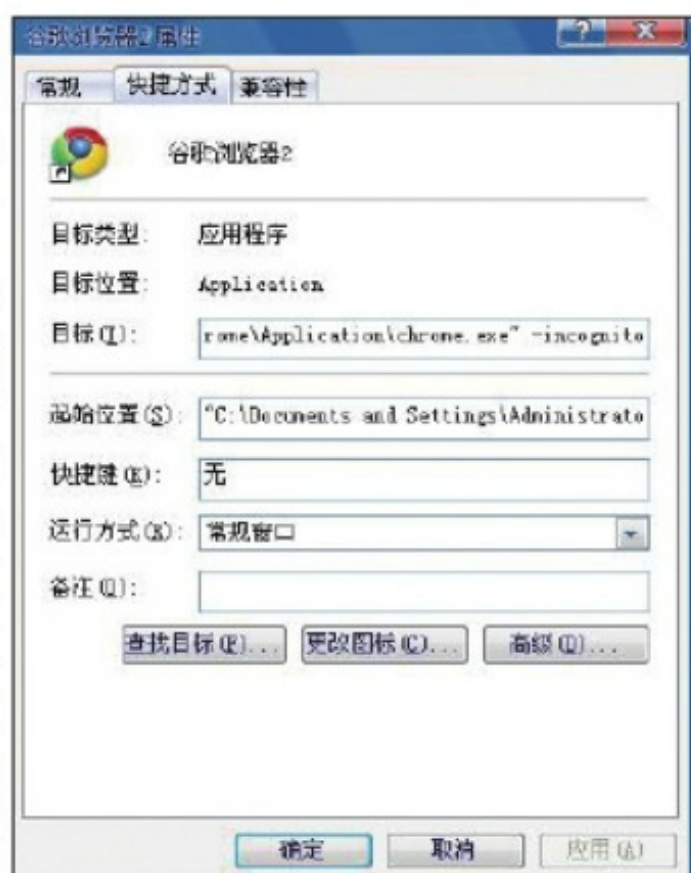 谷歌浏览器2 属性
常规 快捷方式 兼容性
谷歌浏览器2
目标类型: 应用程序
目标位置: Application
目标(T): rome\Application\chrome.exe" -incognito
起始位置(S): "C:\Documents and Settings\Administrato
快捷键(K): 无
运行方式(R): 常规窗口
备注(O):
查找目标(F)... 更改图标(C)... 高级(D)...
确定 取消 应用(A)